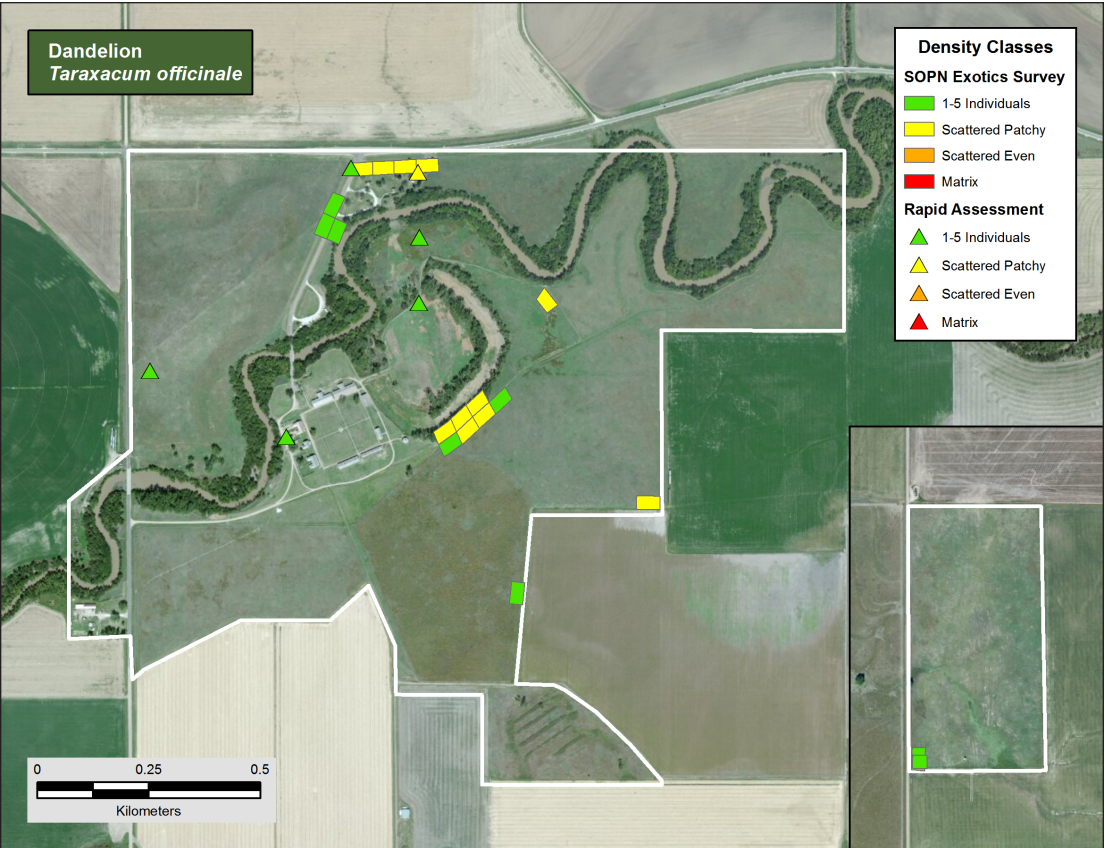 Dandelion
Taraxacum officinale
Density Classes
SOPN Exotics Survey
1-5 Individuals
Scattered Patchy
Scattered Even
Matrix
Rapid Assessment
1-5 Individuals
Scattered Patchy
Scattered Even
Matrix
0 0.25 0.5
Kilometers